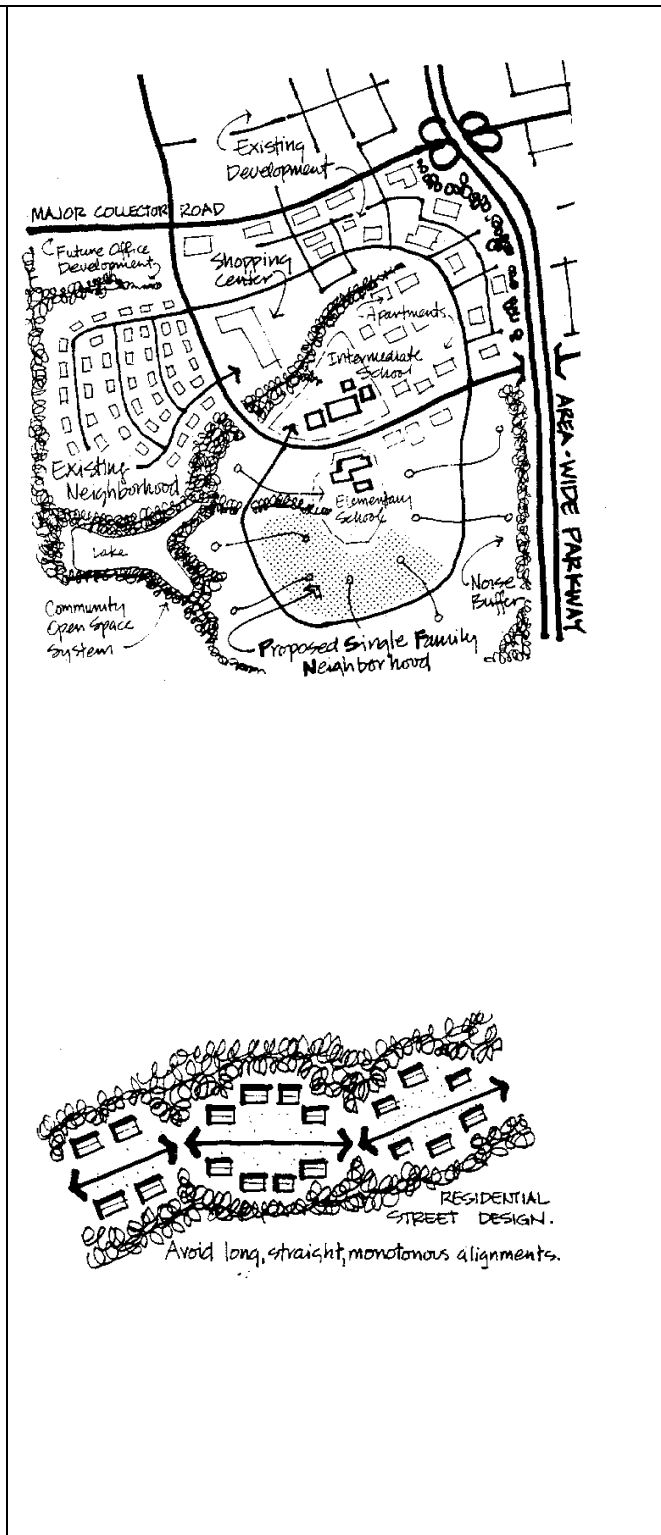 Existing
Development
MAJOR COLLECTOR ROAD
Future Office
Development
Shopping
Center
Apartments
Intermediate
School
AREA-WIDE PARKWAY
Existing
Neighborhood
Elementary
School
Lake
Noise
Buffer
Community
Open Space
System
Proposed Single Family
Neighborhood
RESIDENTIAL
STREET DESIGN.
Avoid long, straight, monotonous alignments.